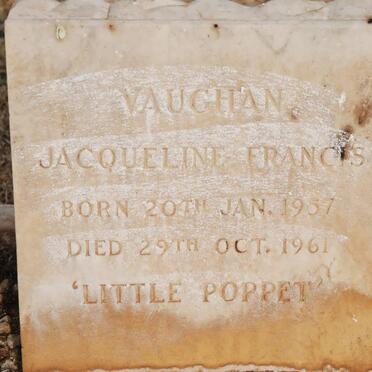 VAUGHAN
JACQUELINE FRANCIS
BORN 20TH JAN. 1957
DIED 29TH OCT. 1961
'LITTLE POPPET'